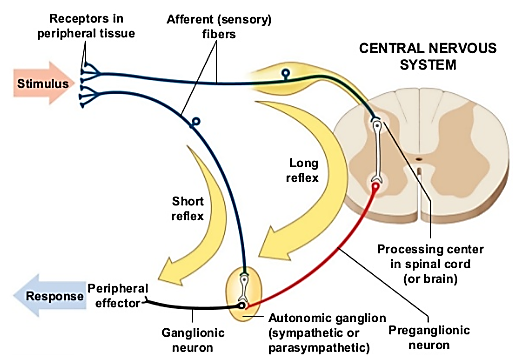 Receptors in
peripheral tissue
Afferent (sensory)
fibers
CENTRAL NERVOUS
SYSTEM
Stimulus
Long
reflex
Short
reflex
Processing center
in spinal cord
(or brain)
Response
Peripheral
effector
Ganglionic
neuron
Autonomic ganglion
(sympathetic or
parasympathetic)
Preganglionic
neuron